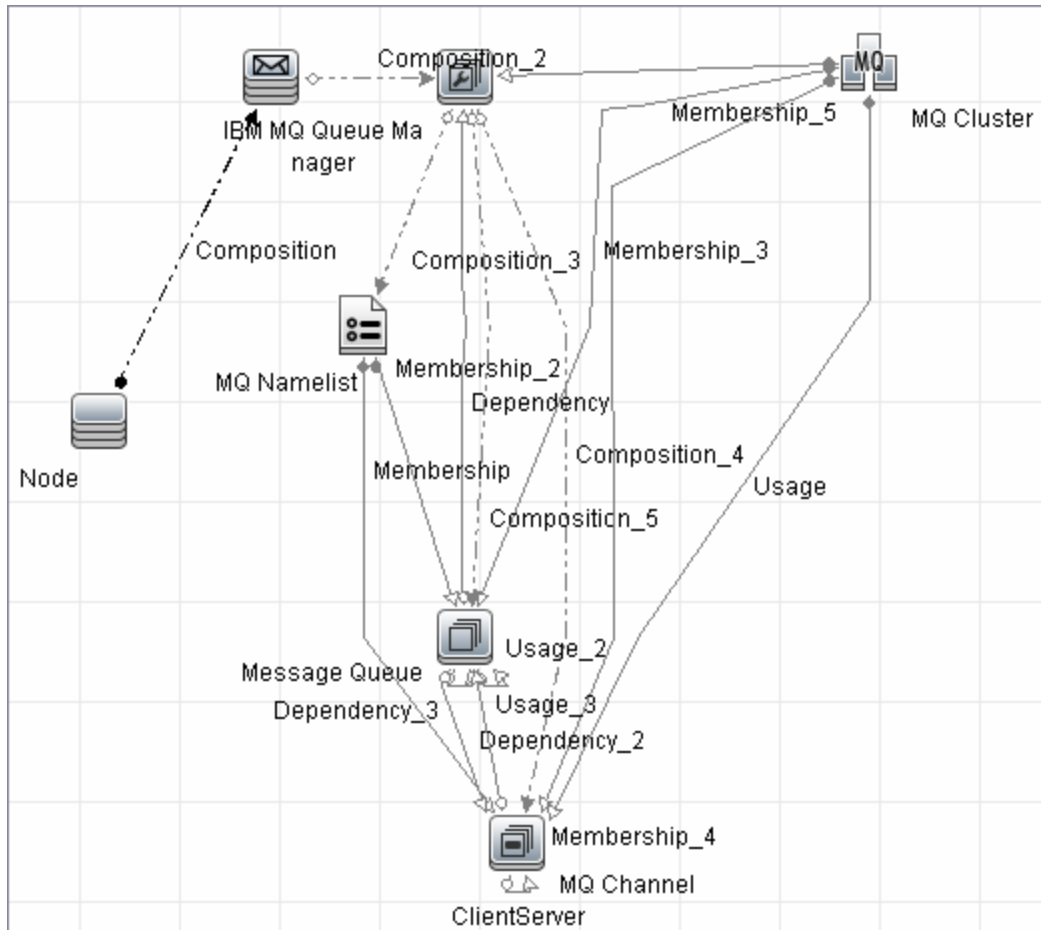 Composition_2
MQ
IBM MQ Queue Ma
nager
Membership_5
MQ Cluster
Composition
Composition_3
Membership_3
Membership_2
MQ Namelist
Dependency
Node
Membership
Composition_4
Usage
Composition_5
Usage_2
Message Queue
Usage_3
Dependency_3
Dependency_2
Membership_4
MQ Channel
ClientServer